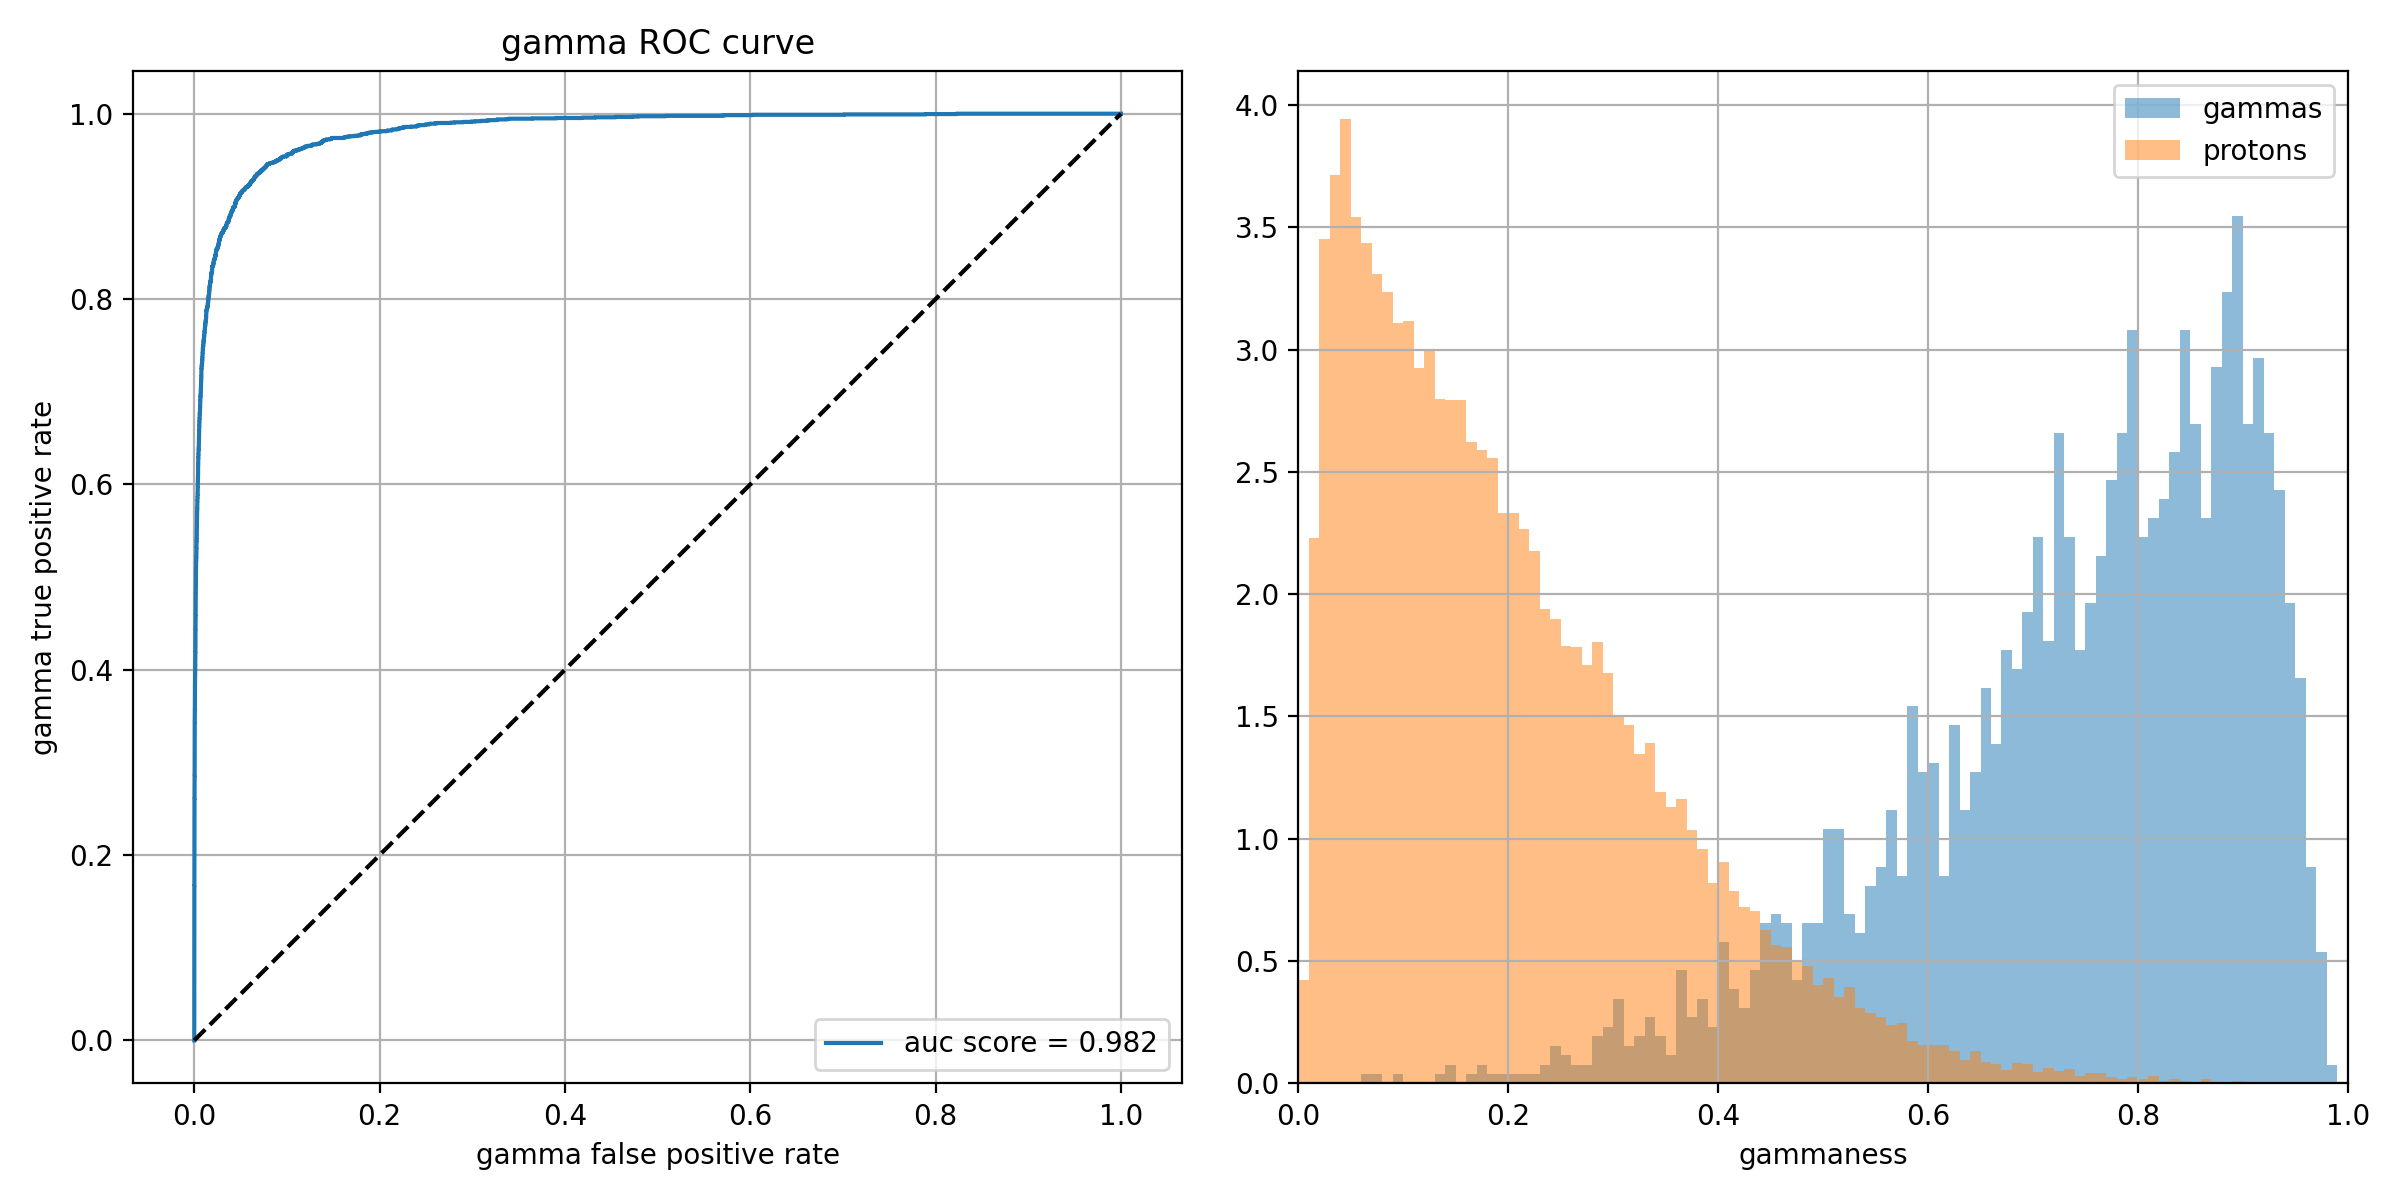 gamma ROC curve
gamma true positive rate
1.0
0.8
0.6
0.4
0.2
0.0
auc score = 0.982
0.0 0.2 0.4 0.6 0.8 1.0
gamma false positive rate
gammas
protons
4.0
3.5
3.0
2.5
2.0
1.5
1.0
0.5
0.0
0.0 0.2 0.4 0.6 0.8 1.0
gammaness